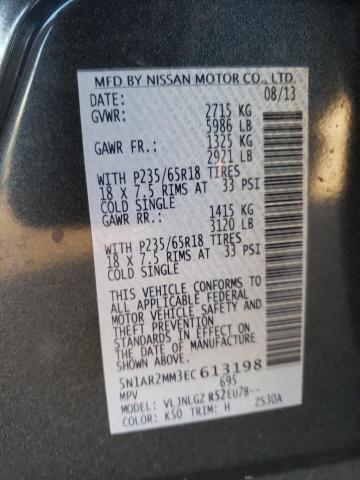 MFD BY NISSAN MOTOR CO., LTD.
DATE: 08/13
GVWR: 2715 KG
5986 LB
GAWR FR.: 1325 KG
2921 LB
WITH P235/65R18 TIRES
18 X 7.5 RIMS AT 33 PSI
COLD SINGLE
GAWR RR.: 1415 KG
3120 LB
WITH P235/65R18 TIRES
18 X 7.5 RIMS AT 33 PSI
COLD SINGLE
THIS VEHICLE CONFORMS TO
ALL APPLICABLE FEDERAL
MOTOR VEHICLE SAFETY AND
THEFT PREVENTION
STANDARDS IN EFFECT ON
THE DATE OF MANUFACTURE
SHOWN ABOVE.
5N1AR2MM3EC613198
MPV 695
MODEL: VLJNLGZ R52EU7B--
COLOR: K50 TRIM: H ZS30A